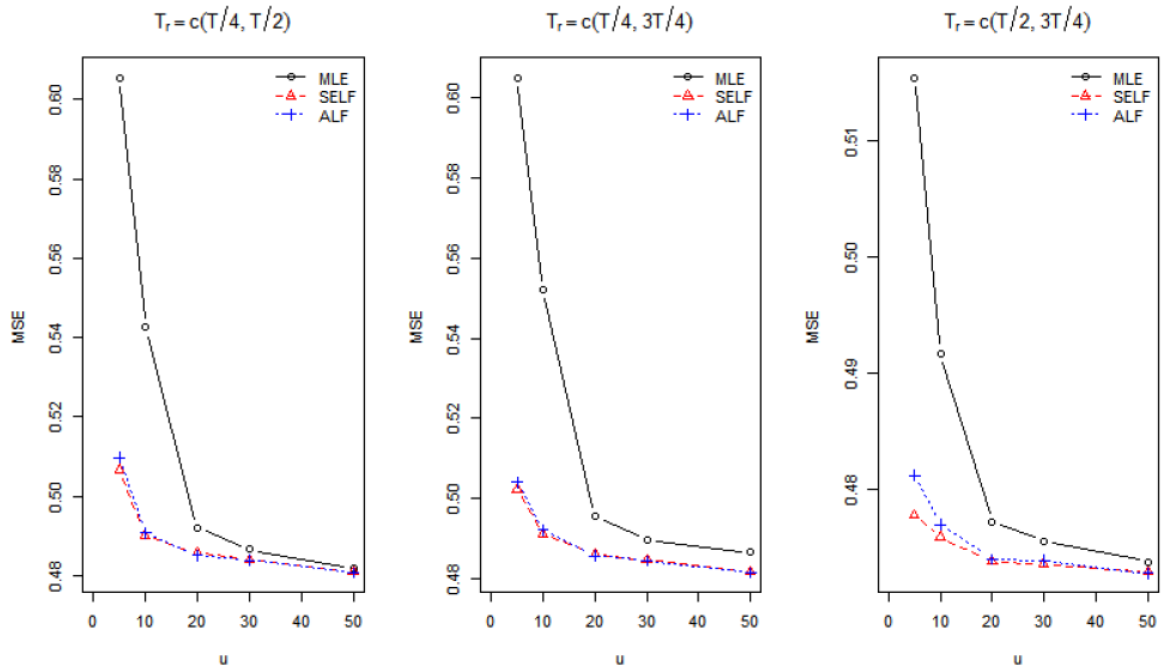 T_r = c(T/4, T/2)
MLE
SELF
ALF
0.60
0.58
0.56
0.54
0.52
0.50
0.48
MSE
0 10 20 30 40 50
u
T_r = c(T/4, 3T/4)
MLE
SELF
ALF
0.60
0.58
0.56
0.54
0.52
0.50
0.48
MSE
0 10 20 30 40 50
u
T_r = c(T/2, 3T/4)
MLE
SELF
ALF
0.51
0.50
0.49
0.48
MSE
0 10 20 30 40 50
u